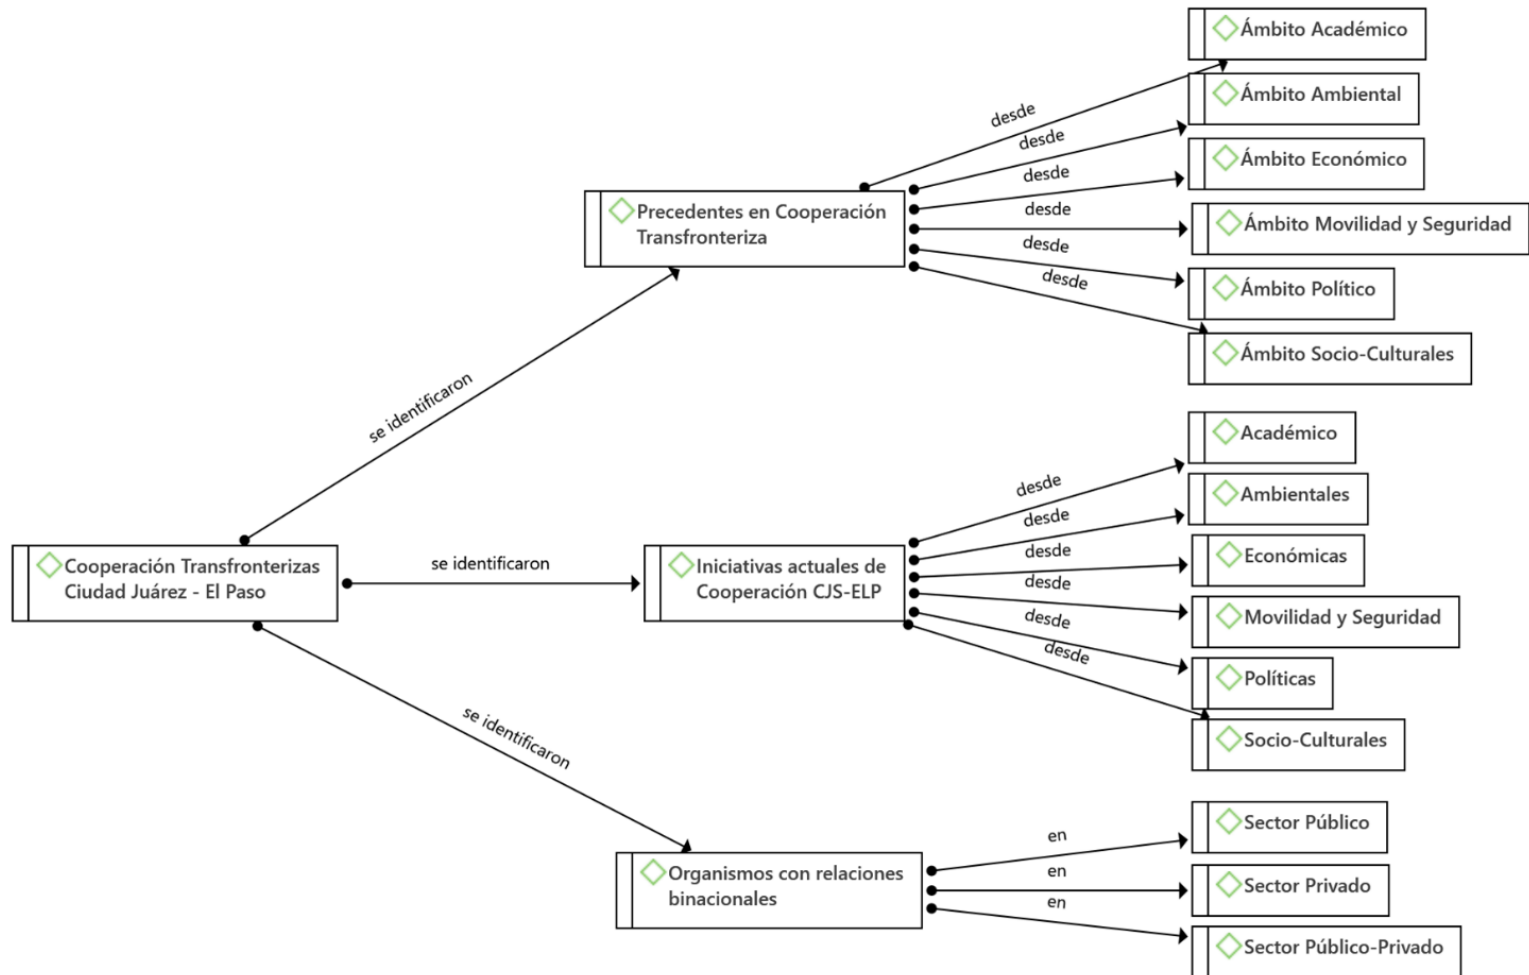 Ámbito Académico
desde
Ámbito Ambiental
desde
Ámbito Económico
desde
Precedentes en Cooperación
Transfronteriza
desde
Ámbito Movilidad y Seguridad
desde
Ámbito Político
desde
Ámbito Socio-Culturales
se identificaron
Académico
desde
Ambientales
desde
Cooperación Transfronterizas
Ciudad Juárez - El Paso
se identificaron
Iniciativas actuales de
Cooperación CJS-ELP
desde
Económicas
desde
Movilidad y Seguridad
desde
Políticas
desde
Socio-Culturales
se identificaron
Organismos con relaciones
binacionales
en
Sector Público
en
Sector Privado
en
Sector Público-Privado